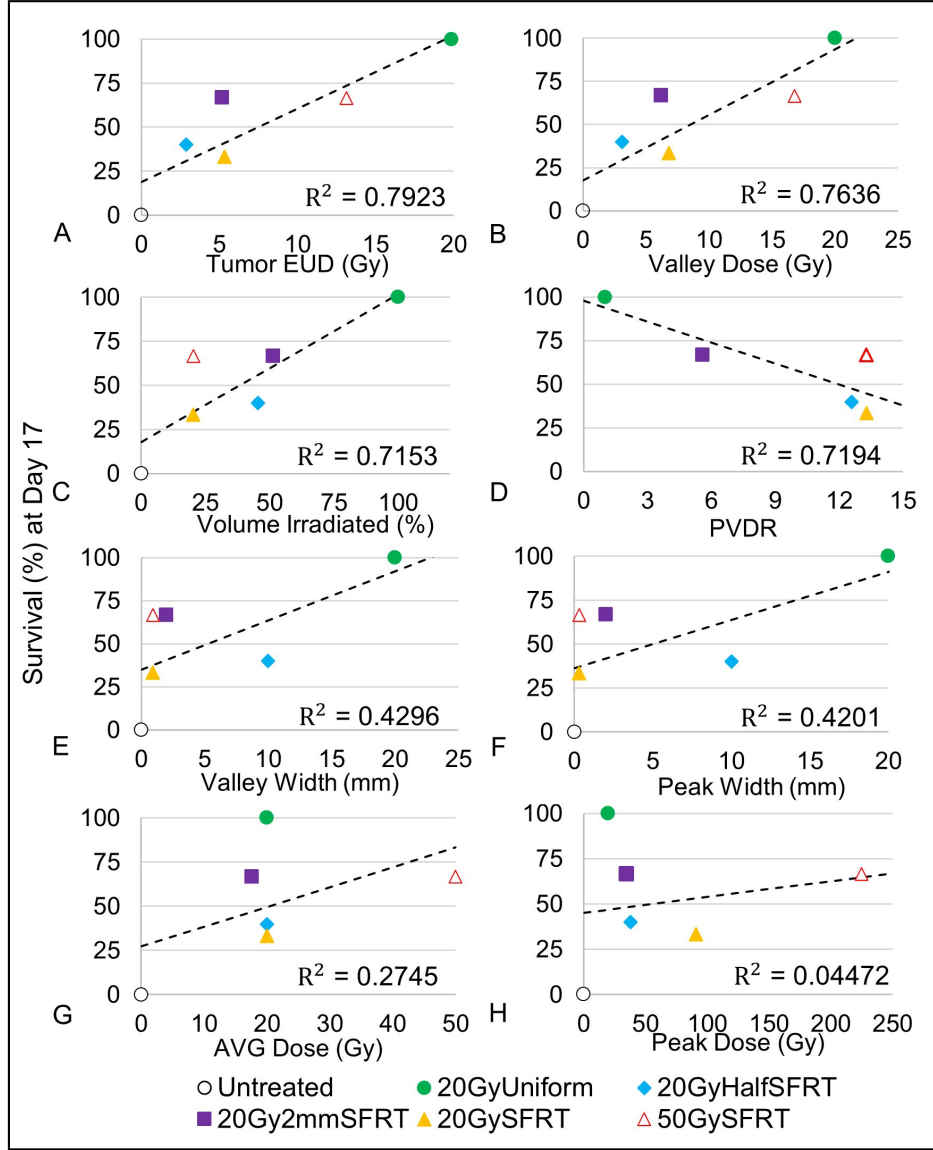 Survival (%) at Day 17
100
75
50
25
0
R² = 0.7923
0 5 10 15 20
A
Tumor EUD (Gy)
100
75
50
25
0
R² = 0.7636
0 5 10 15 20 25
B
Valley Dose (Gy)
100
75
50
25
0
R² = 0.7153
0 25 50 75 100
C
Volume Irradiated (%)
100
75
50
25
0
R² = 0.7194
0 3 6 9 12 15
D
PVDR
100
75
50
25
0
R² = 0.4296
0 5 10 15 20 25
E
Valley Width (mm)
100
75
50
25
0
R² = 0.4201
0 5 10 15 20
F
Peak Width (mm)
100
75
50
25
0
R² = 0.2745
0 10 20 30 40 50
G
AVG Dose (Gy)
100
75
50
25
0
R² = 0.04472
0 50 100 150 200 250
H
Peak Dose (Gy)
Untreated 20GyUniform 20GyHalfSFRT
20Gy2mmSFRT 20GySFRT 50GySFRT